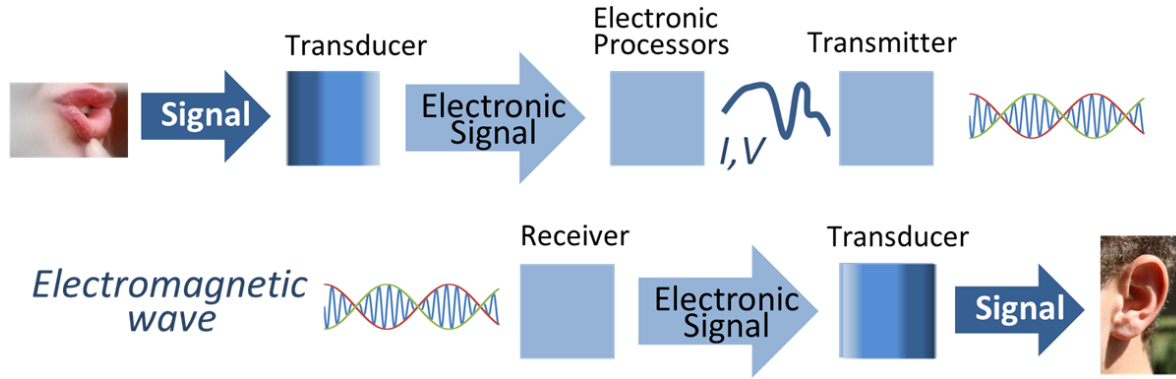 Electronic
Processors
Transducer
Transmitter
Signal
Electronic
Signal
I, V
Receiver
Transducer
Electromagnetic
wave
Electronic
Signal
Signal